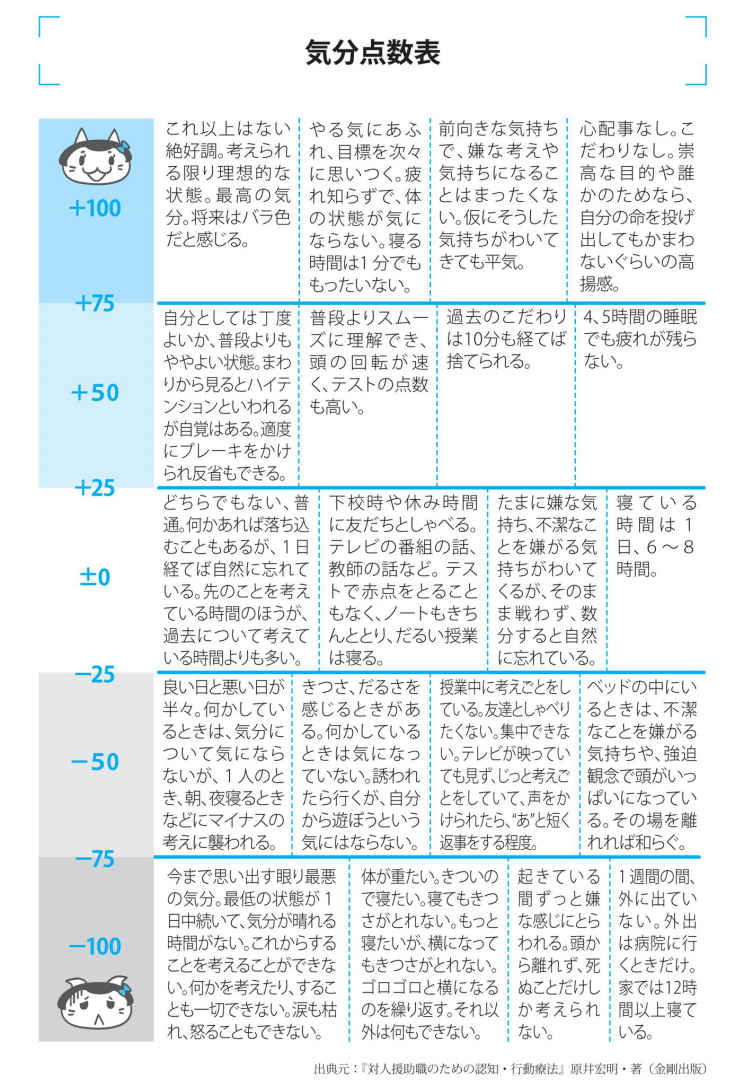 気分点数表
+100
これ以上はない
絶好調。考えられ
る限り理想的な
状態。最高の気
分。将来はバラ色
だと感じる。
やる気にあふ
れ、目標を次々
に思いつく。疲
れ知らずで、体
の状態が気に
ならない。寝る
時間は1分でも
もったいない。
前向きな気持ち
で、嫌な考えや
気持ちになるこ
とはまったくな
い。仮にそうした
気持ちがわいて
きても平気。
心配事なし。こ
だわりなし。崇
高な目的や誰
かのためなら、
自分の命を投げ
出してもかまわ
ないぐらいの高
揚感。
+75
+50
自分としては丁度
よいか、普段よりも
ややよい状態。まわ
りから見るとハイテ
ンションといわれる
が自覚はある。適度
にブレーキをかけ
られ反省もできる。
普段よりスムー
ズに理解でき、
頭の回転が速
く、テストの点数
も高い。
過去のこだわり
は10分も経てば
捨てられる。
4、5時間の睡眠
でも疲れが残ら
ない。
+25
±0
どちらでもない、普
通。何かあれば落ち込
むこともあるが、1日
経てば自然に忘れて
いる。先のことを考え
ている時間のほうが、
過去について考えて
いる時間よりも多い。
下校時や休み時間
に友だちとしゃべる。
テレビの番組の話、
教師の話など。テス
トで赤点をとること
もなく、ノートもきち
んととり、だるい授業
は寝る。
たまに嫌な気
持ち、不潔なこ
とを嫌がる気
持ちがわいて
くるが、そのま
ま戦わず、数
分すると自然
に忘れている。
寝ている
時間は1
日、6～8
時間。
−25
−50
良い日と悪い日が
半々。何かしてい
るときは、気分に
ついて気になら
ないが、1人のと
き、朝、夜寝るとき
などにマイナスの
考えに襲われる。
きつさ、だるさを
感じるときがあ
る。何かしている
ときは気になっ
ていない。誘われ
たら行くが、自分
から遊ぼうという
気にはならない。
授業中に考えごとをし
ている。友達としゃべり
たくない。集中できな
い。テレビが映ってい
ても見ず、じっと考えご
とをしていて、声をか
けられたら、“あ”と短く
返事をする程度。
ベッドの中にい
るときは、不潔
なことを嫌がる
気持ちや、強迫
観念で頭がいっ
ぱいになってい
る。その場を離
れれば和らぐ。
−75
−100
今まで思い出す眼り最悪
の気分。最低の状態が1
日中続いて、気分が晴れる
時間がない。これからする
ことを考えることができな
い。何かを考えたり、するこ
とも一切できない。涙も枯
れ、怒ることもできない。
体が重たい。きついの
で寝たい。寝てもきつ
さがとれない。もっと
寝たいが、横になって
もきつさがとれない。
ゴロゴロと横になる
のを繰り返す。それ以
外は何もできない。
起きている
間ずっと嫌
な感じにとら
われる。頭か
ら離れず、死
ぬことだけし
か考えられ
ない。
1週間の間、
外に出てい
ない。外出
は病院に行
くときだけ。
家では12時
間以上寝て
いる。
出典元:『対人援助職のための認知・行動療法』原井宏明・著（金剛出版）